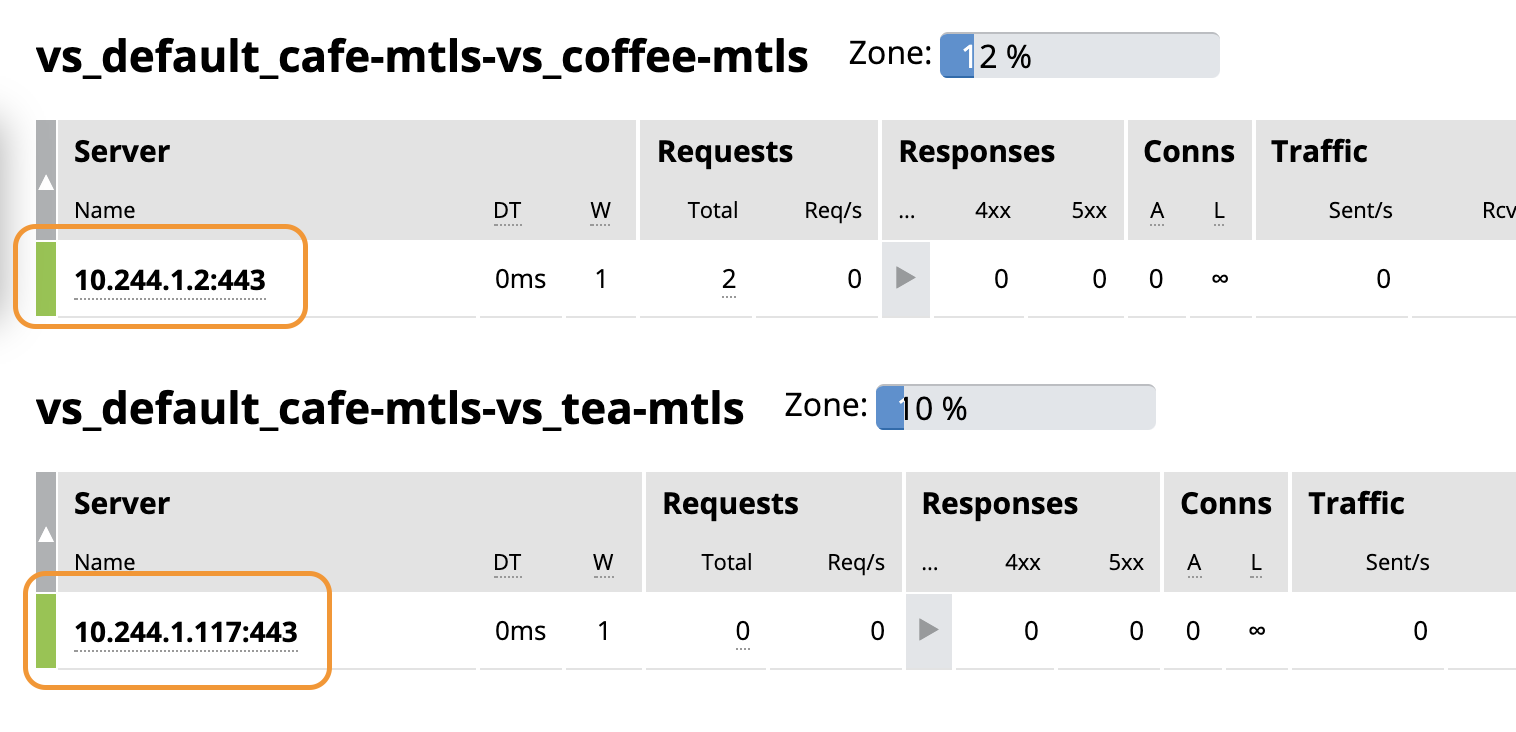 vs_default_cafe-mtls-vs_coffee-mtls Zone: 12 %
Server Requests Responses Conns Traffic
Name DT W Total Req/s ... 4xx 5xx A L Sent/s Rcv
10.244.1.2:443 0ms 1 2 0 0 0 0 ∞ 0
vs_default_cafe-mtls-vs_tea-mtls Zone: 10 %
Server Requests Responses Conns Traffic
Name DT W Total Req/s ... 4xx 5xx A L Sent/s
10.244.1.117:443 0ms 1 0 0 0 0 0 ∞ 0